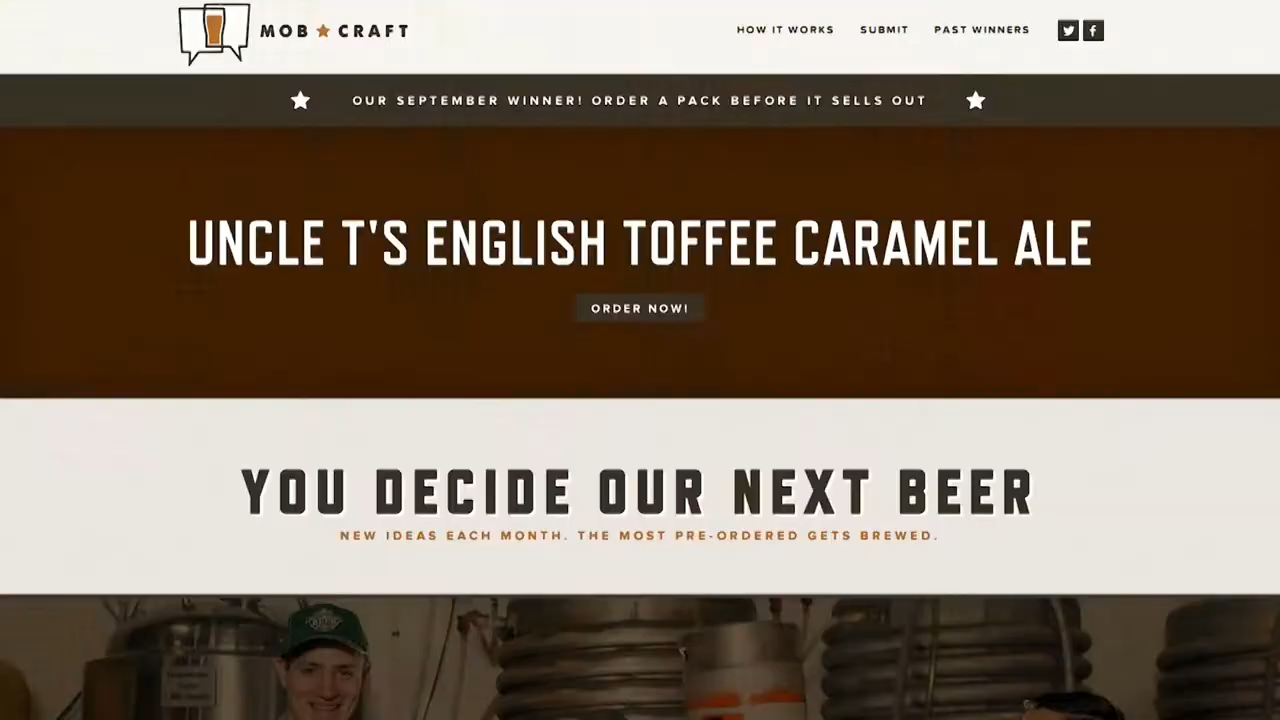 MOB CRAFT
HOW IT WORKS
SUBMIT
PAST WINNERS
OUR SEPTEMBER WINNER! ORDER A PACK BEFORE IT SELLS OUT
UNCLE T'S ENGLISH TOFFEE CARAMEL ALE
ORDER NOW!
YOU DECIDE OUR NEXT BEER
NEW IDEAS EACH MONTH. THE MOST PRE-ORDERED GETS BREWED.